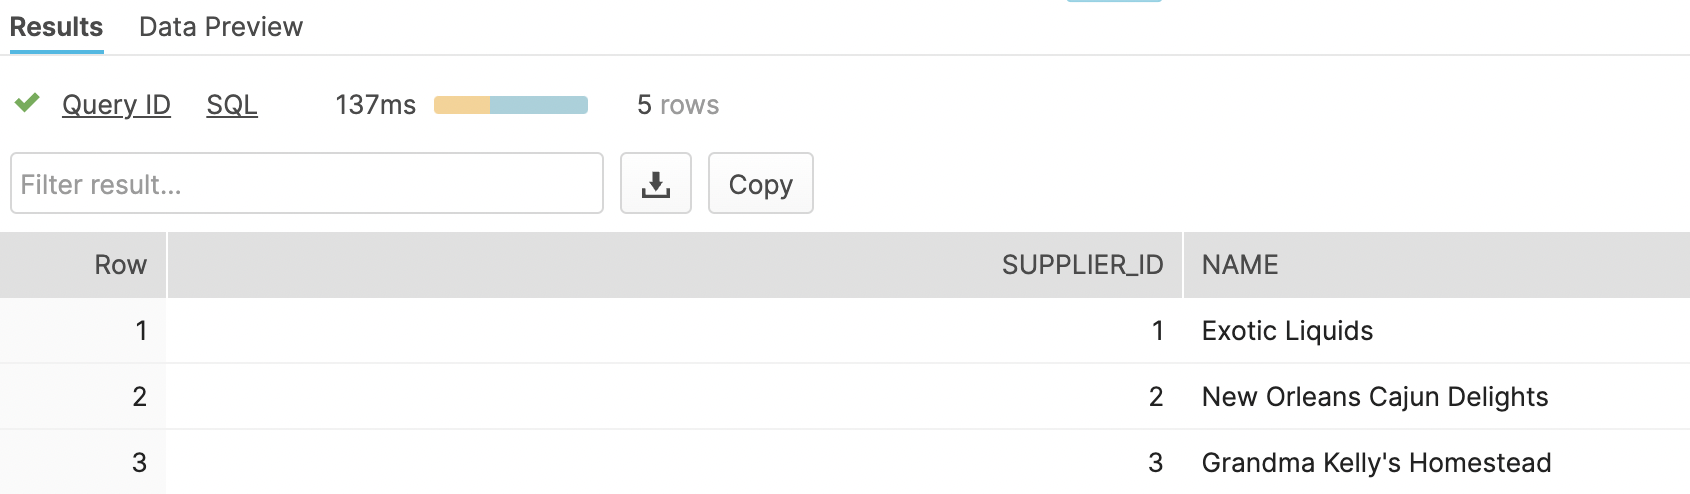 Results Data Preview
Query ID SQL 137ms 5 rows
Filter result... Copy
Row SUPPLIER_ID NAME
1 1 Exotic Liquids
2 2 New Orleans Cajun Delights
3 3 Grandma Kelly's Homestead